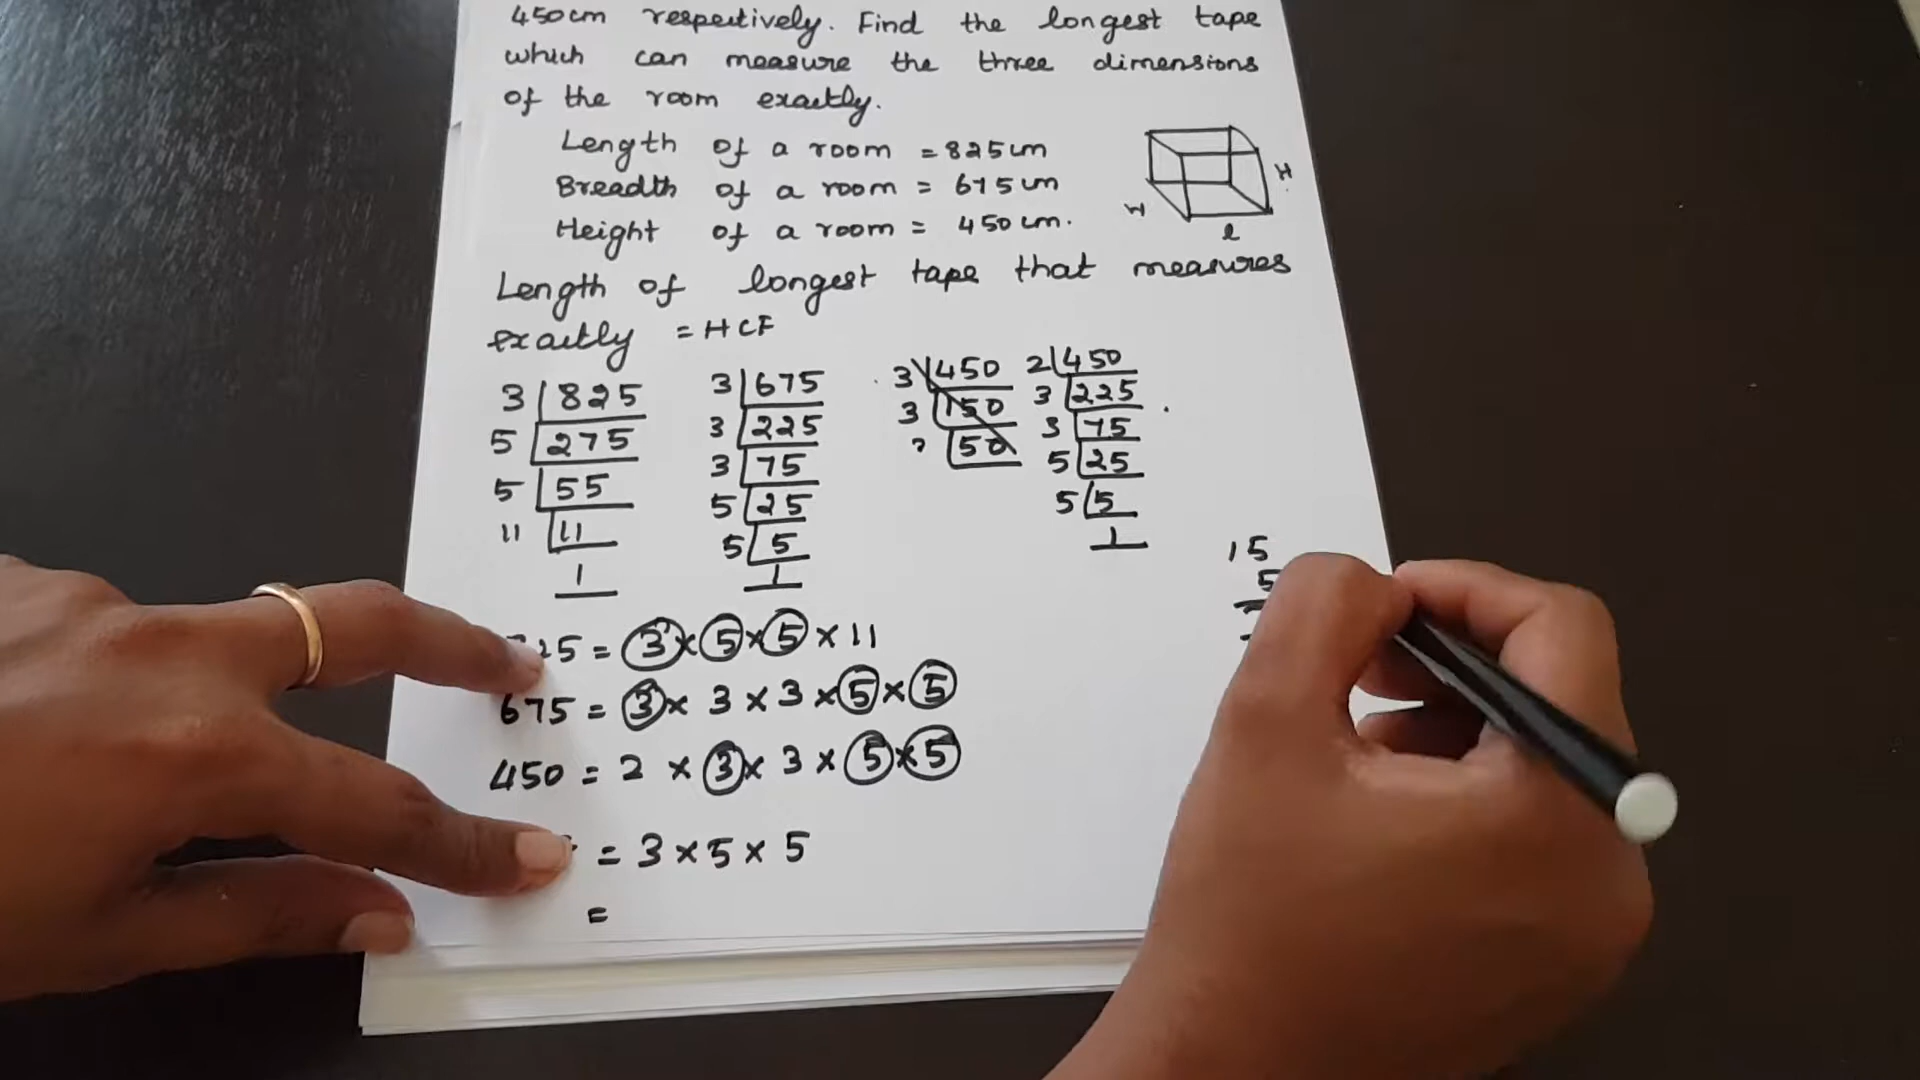 450cm respectively. Find the longest tape
which can measure the three dimensions
of the room exactly.
Length of a room = 825cm
Breadth of a room = 675cm
Height of a room = 450cm.
H
W
l
Length of longest tape that measures
exactly = HCF
3 825
5 275
5 55
11 11
1
3 675
3 225
3 75
5 25
5 5
1
3 450
3 150
50
2 450
3 225
3 75
5 25
5 5
1
15
5
25 = 3 × 5 × 5 × 11
675 = 3 × 3 × 3 × 5 × 5
450 = 2 × 3 × 3 × 5 × 5
= 3 × 5 × 5
=